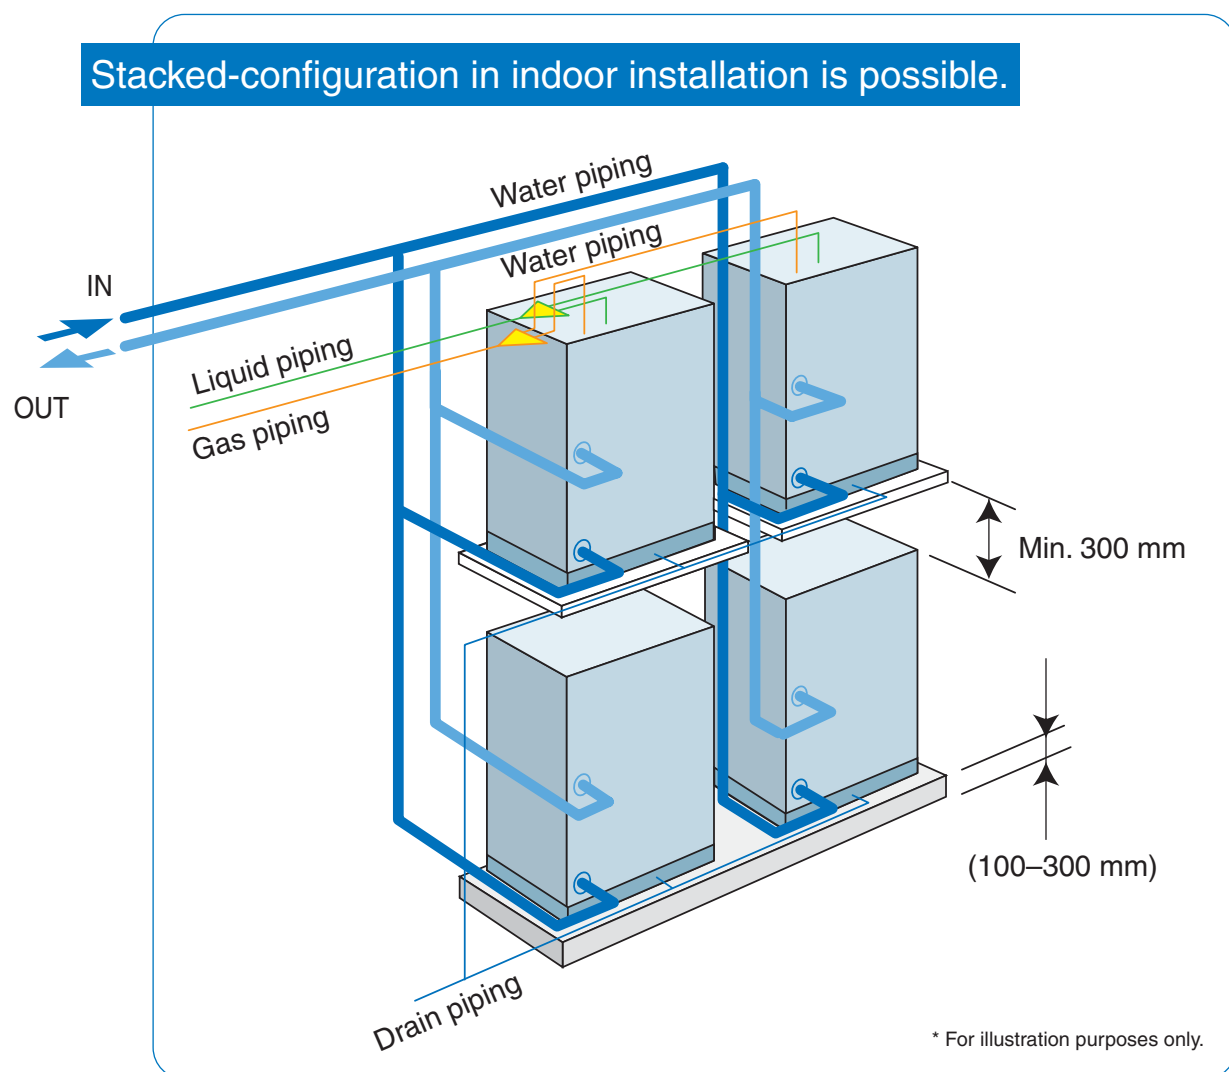 Stacked-configuration in indoor installation is possible.
Water piping
Water piping
IN
OUT
Liquid piping
Gas piping
Min. 300 mm
(100–300 mm)
Drain piping
* For illustration purposes only.